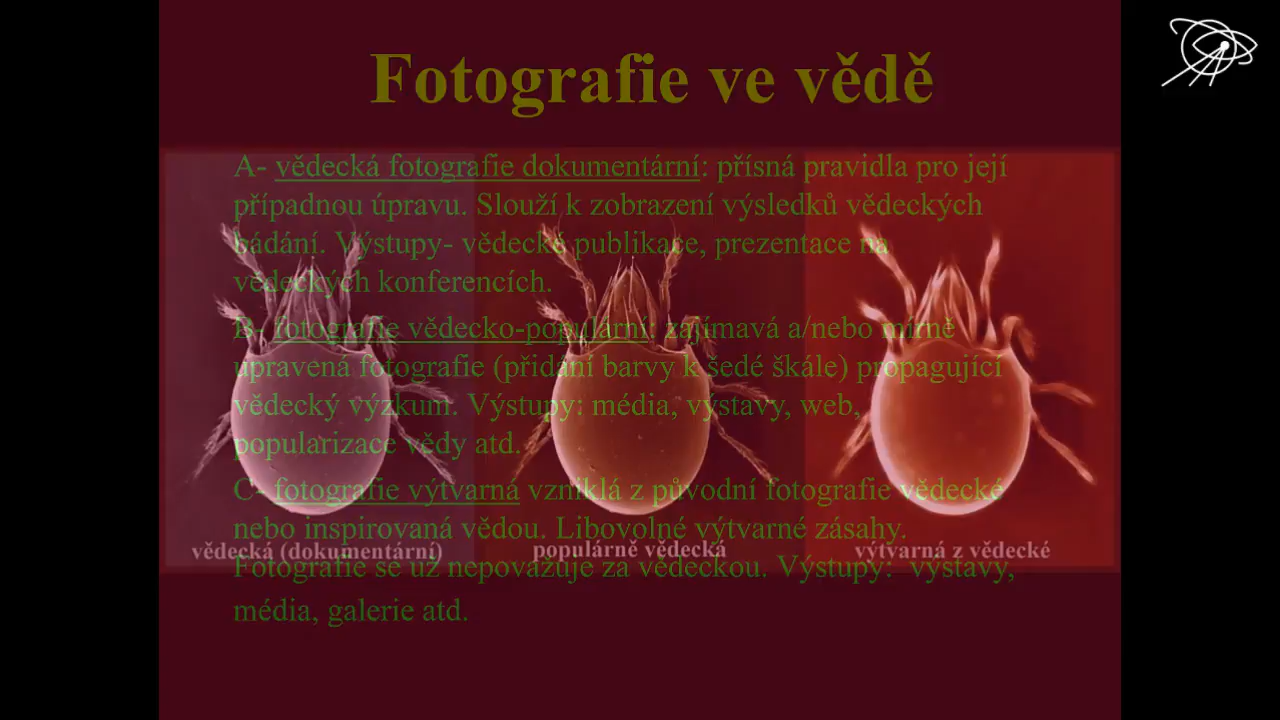 Fotografie ve vědě
A- vědecká fotografie dokumentární: přísná pravidla pro její
případnou úpravu. Slouží k zobrazení výsledků vědeckých
bádání. Výstupy- vědecké publikace, prezentace na
vědeckých konferencích.
B- fotografie vědecko-populární: zajímavá a/nebo mírně
upravená fotografie (přidání barvy k šedé škále) propagující
vědecký výzkum. Výstupy: média, výstavy, web,
popularizace vědy atd.
C- fotografie výtvarná vzniklá z původní fotografie vědecké
nebo inspirovaná vědou. Libovolné výtvarné zásahy.
vědecká (dokumentární) populárně vědecká výtvarná z vědecké
Fotografie se už nepovažuje za vědeckou. Výstupy: výstavy,
média, galerie atd.